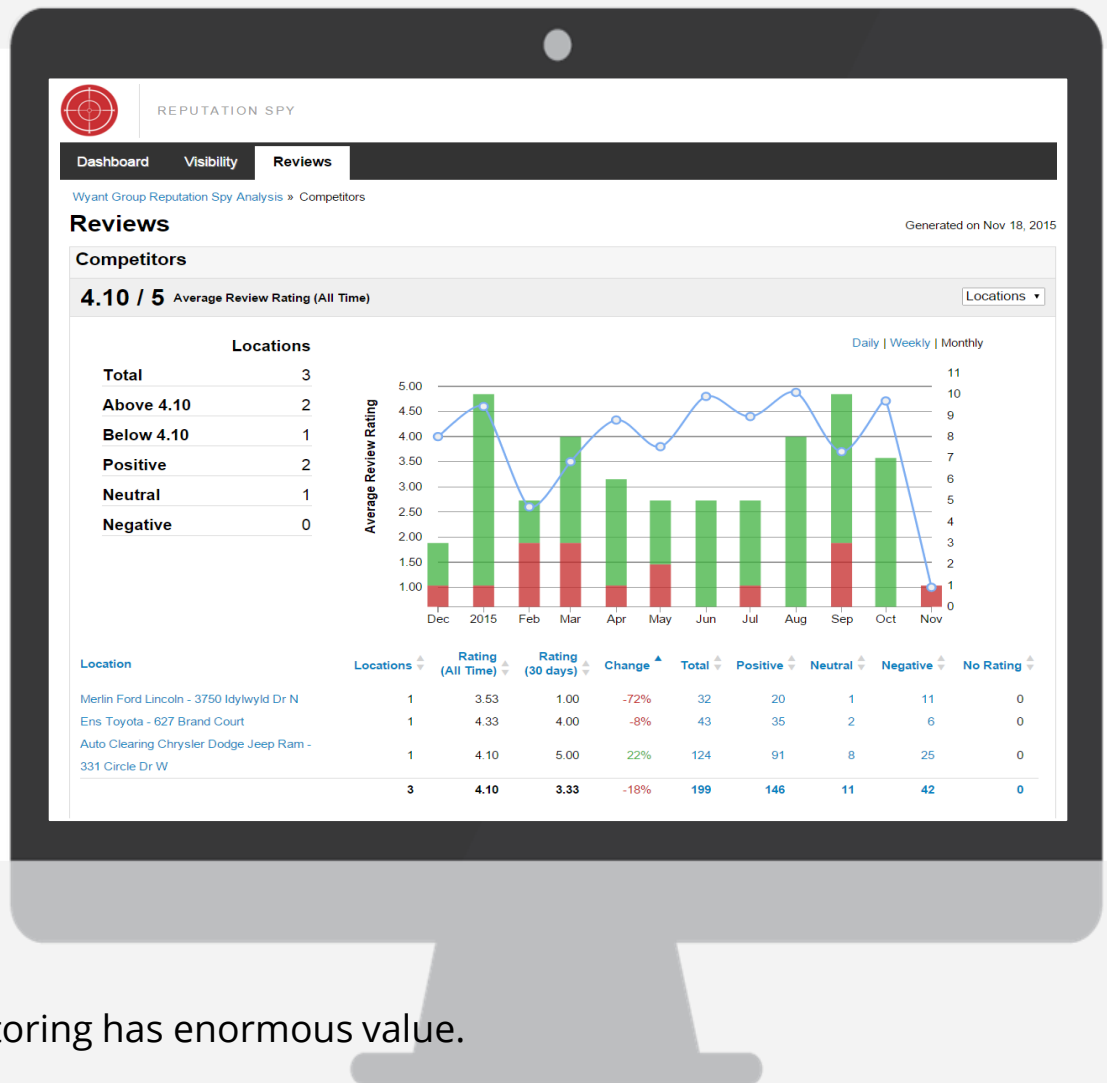 REPUTATION SPY
Dashboard Visibility Reviews
Wyant Group Reputation Spy Analysis » Competitors
Reviews
Generated on Nov 18, 2015
Competitors
4.10 / 5 Average Review Rating (All Time)
Locations
Locations
Daily | Weekly | Monthly
Total 3
Above 4.10 2
Below 4.10 1
Positive 2
Neutral 1
Negative 0
Average Review Rating
5.00
4.50
4.00
3.50
3.00
2.50
2.00
1.50
1.00
11
10
9
8
7
6
5
4
3
2
1
0
Dec 2015 Feb Mar Apr May Jun Jul Aug Sep Oct Nov
Location Locations Rating (All Time) Rating (30 days) Change Total Positive Neutral Negative No Rating
Merlin Ford Lincoln - 3750 Idylwyld Dr N 1 3.53 1.00 -72% 32 20 1 11 0
Ens Toyota - 627 Brand Court 1 4.33 4.00 -8% 43 35 2 6 0
Auto Clearing Chrysler Dodge Jeep Ram -
331 Circle Dr W 1 4.10 5.00 22% 124 91 8 25 0
3 4.10 3.33 -18% 199 146 11 42 0
toring has enormous value.